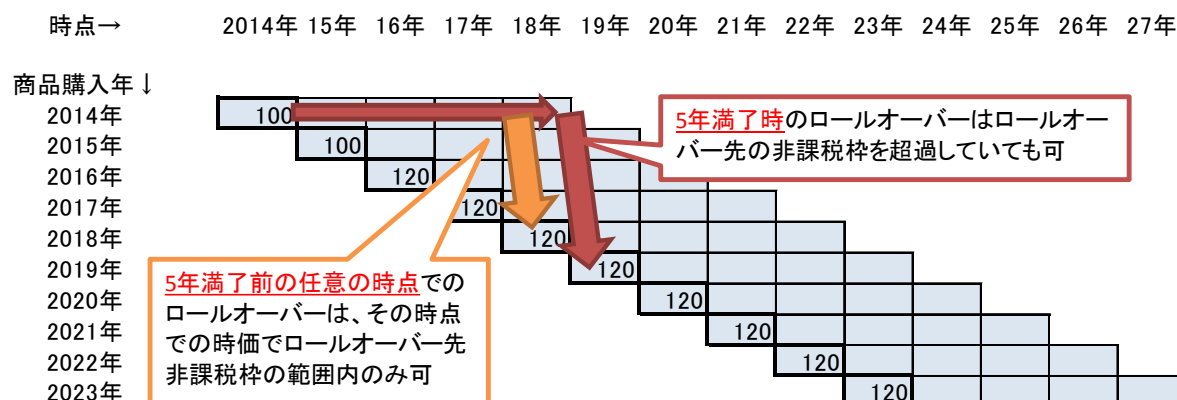 時点→ 2014年 15年 16年 17年 18年 19年 20年 21年 22年 23年 24年 25年 26年 27年
商品購入年↓
2014年 100
2015年 100
2016年 120
2017年 120
2018年 120
2019年 120
2020年 120
2021年 120
2022年 120
2023年 120
5年満了時のロールオーバーはロールオー
バー先の非課税枠を超過していても可
5年満了前の任意の時点での
ロールオーバーは、その時点
での時価でロールオーバー先
非課税枠の範囲内のみ可